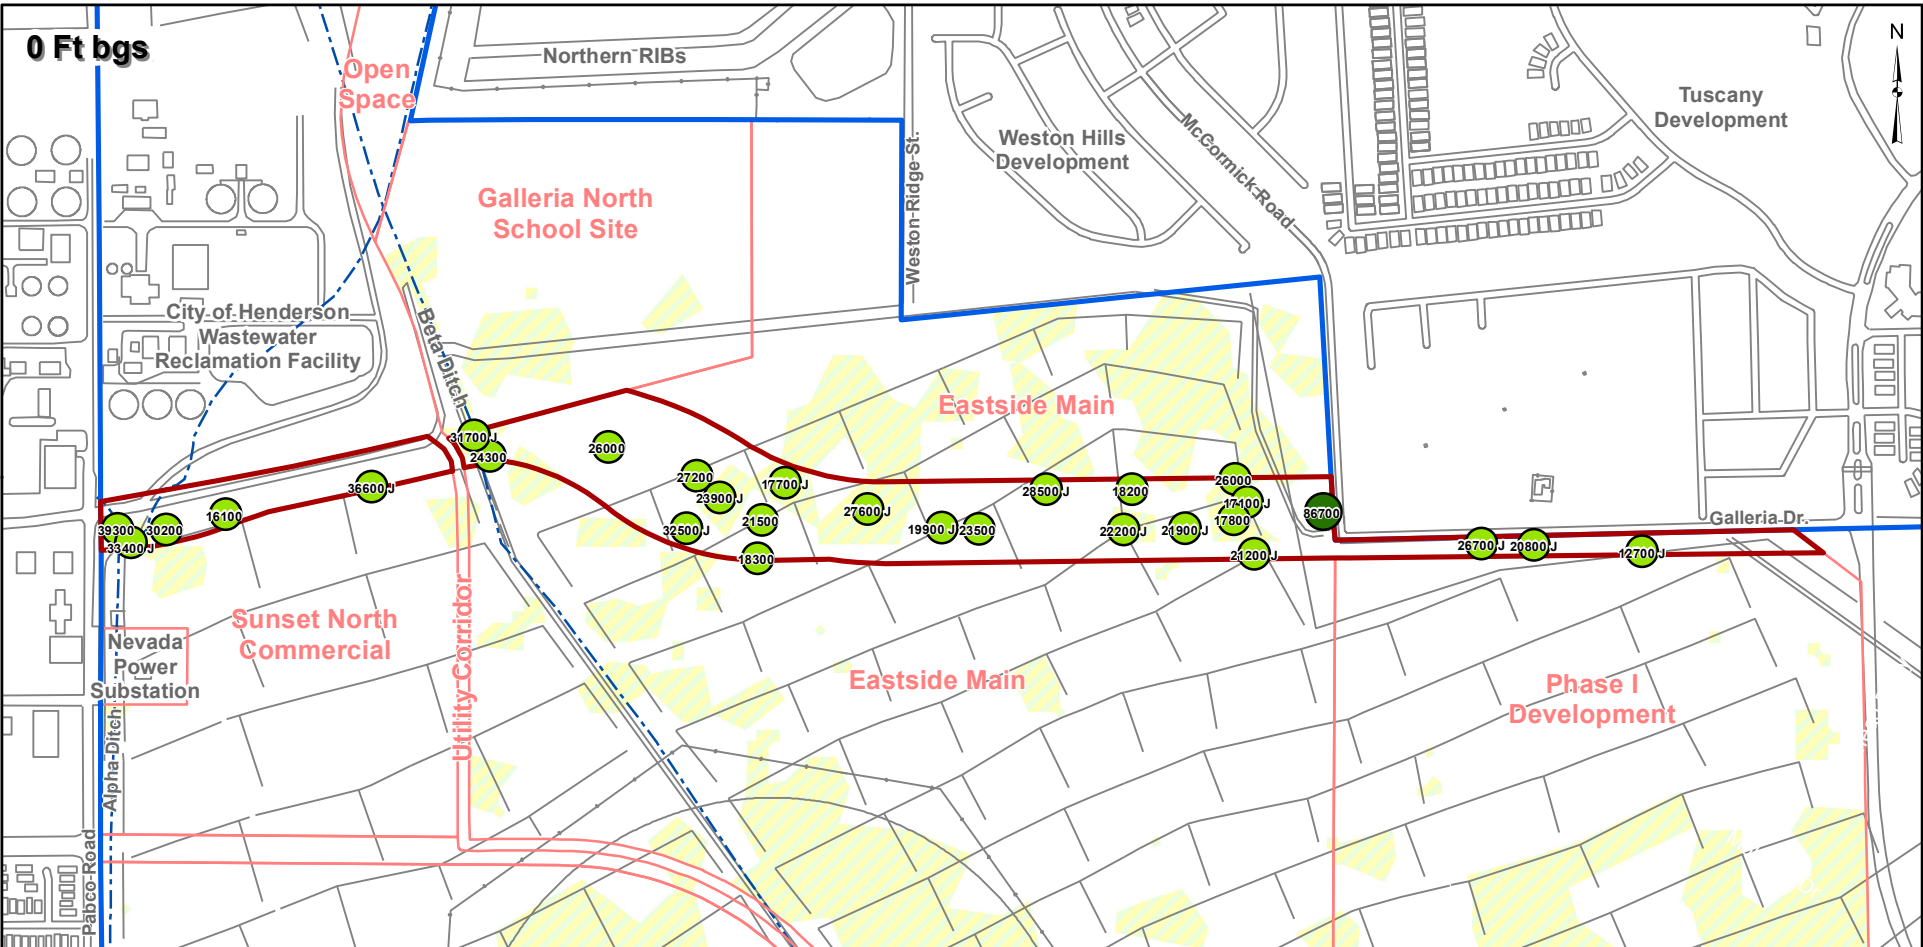 0 Ft bgs
N
Northern RIBs
Open
Space
Tuscany
Development
Weston Hills
Development
McCormick Road
Weston Ridge St.
Galleria North
School Site
City of Henderson
Wastewater
Reclamation Facility
Beta Ditch
Eastside Main
31700 J
24300
26000
27200
23900 J
17700 J
32500 J
21500
18300
27600 J
19900 J
23500
28500 J
18200
22200 J
21900 J
26000
17100 J
17800
21200 J
86700
26700 J
20800 J
12700 J
Galleria Dr.
36600 J
16100
30200
39300
33400 J
Sunset North
Commercial
Nevada
Power
Substation
Utility Corridor
Eastside Main
Phase I
Development
Alpha Ditch
Pabco Road